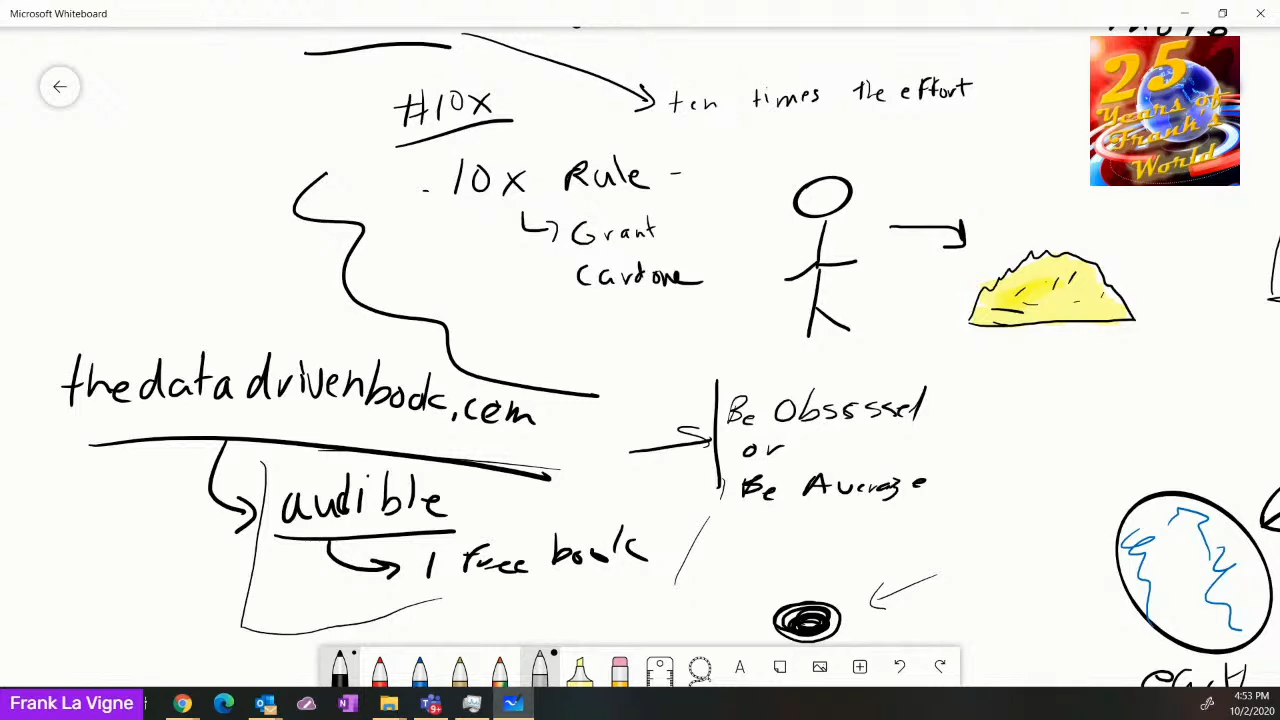 Microsoft Whiteboard
25
Years of
Frank's
World
ten times the effort
#10x
10x Rule -
Grant
Cardone
thedatadrivenbook.com
Be Obsessed
or
Be Average
audible
1 free book
Frank La Vigne
9+
4:53 PM
10/2/2020